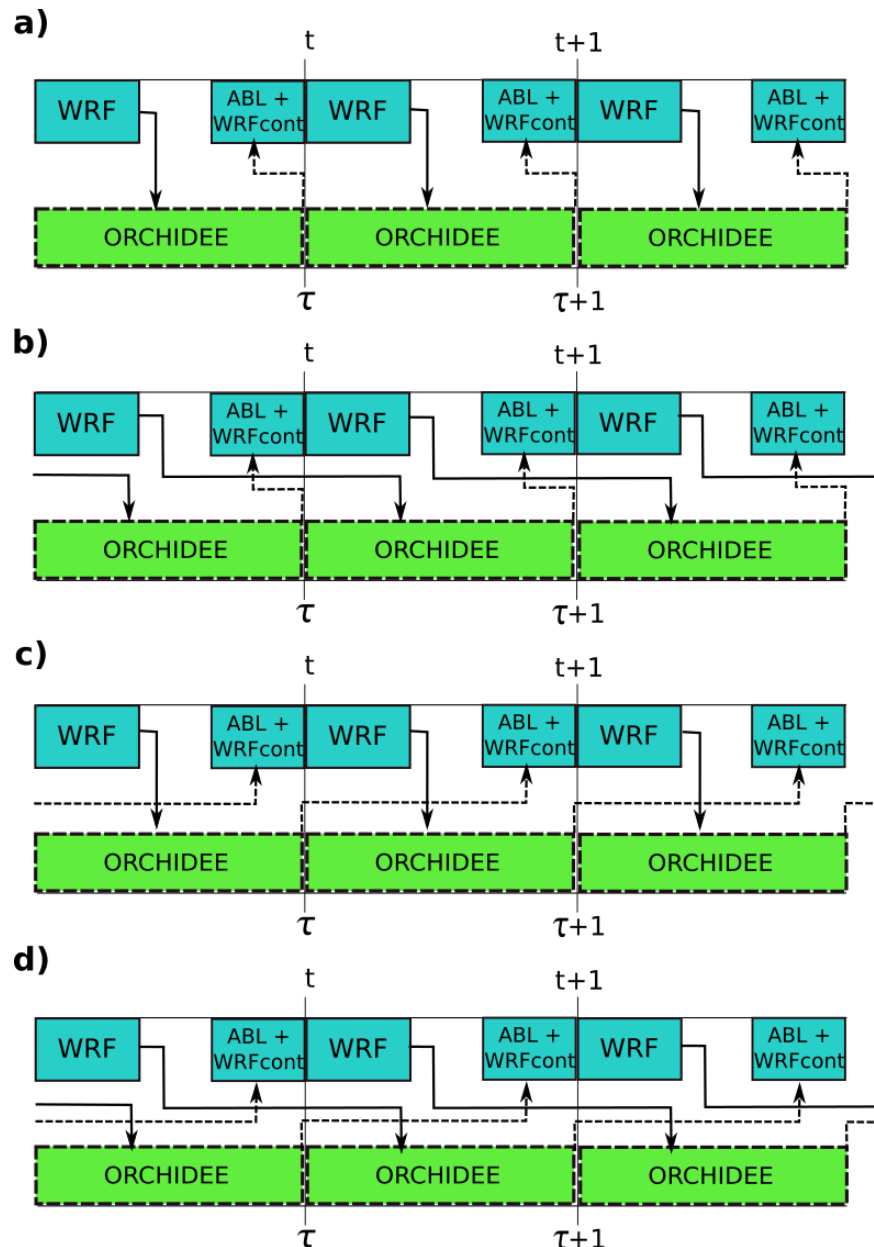 a)
t
t+1
WRF
ABL +
WRFcont
WRF
ABL +
WRFcont
WRF
ABL +
WRFcont
ORCHIDEE
ORCHIDEE
ORCHIDEE
τ
τ+1
b)
t
t+1
WRF
ABL +
WRFcont
WRF
ABL +
WRFcont
WRF
ABL +
WRFcont
ORCHIDEE
ORCHIDEE
ORCHIDEE
τ
τ+1
c)
t
t+1
WRF
ABL +
WRFcont
WRF
ABL +
WRFcont
WRF
ABL +
WRFcont
ORCHIDEE
ORCHIDEE
ORCHIDEE
τ
τ+1
d)
t
t+1
WRF
ABL +
WRFcont
WRF
ABL +
WRFcont
WRF
ABL +
WRFcont
ORCHIDEE
ORCHIDEE
ORCHIDEE
τ
τ+1